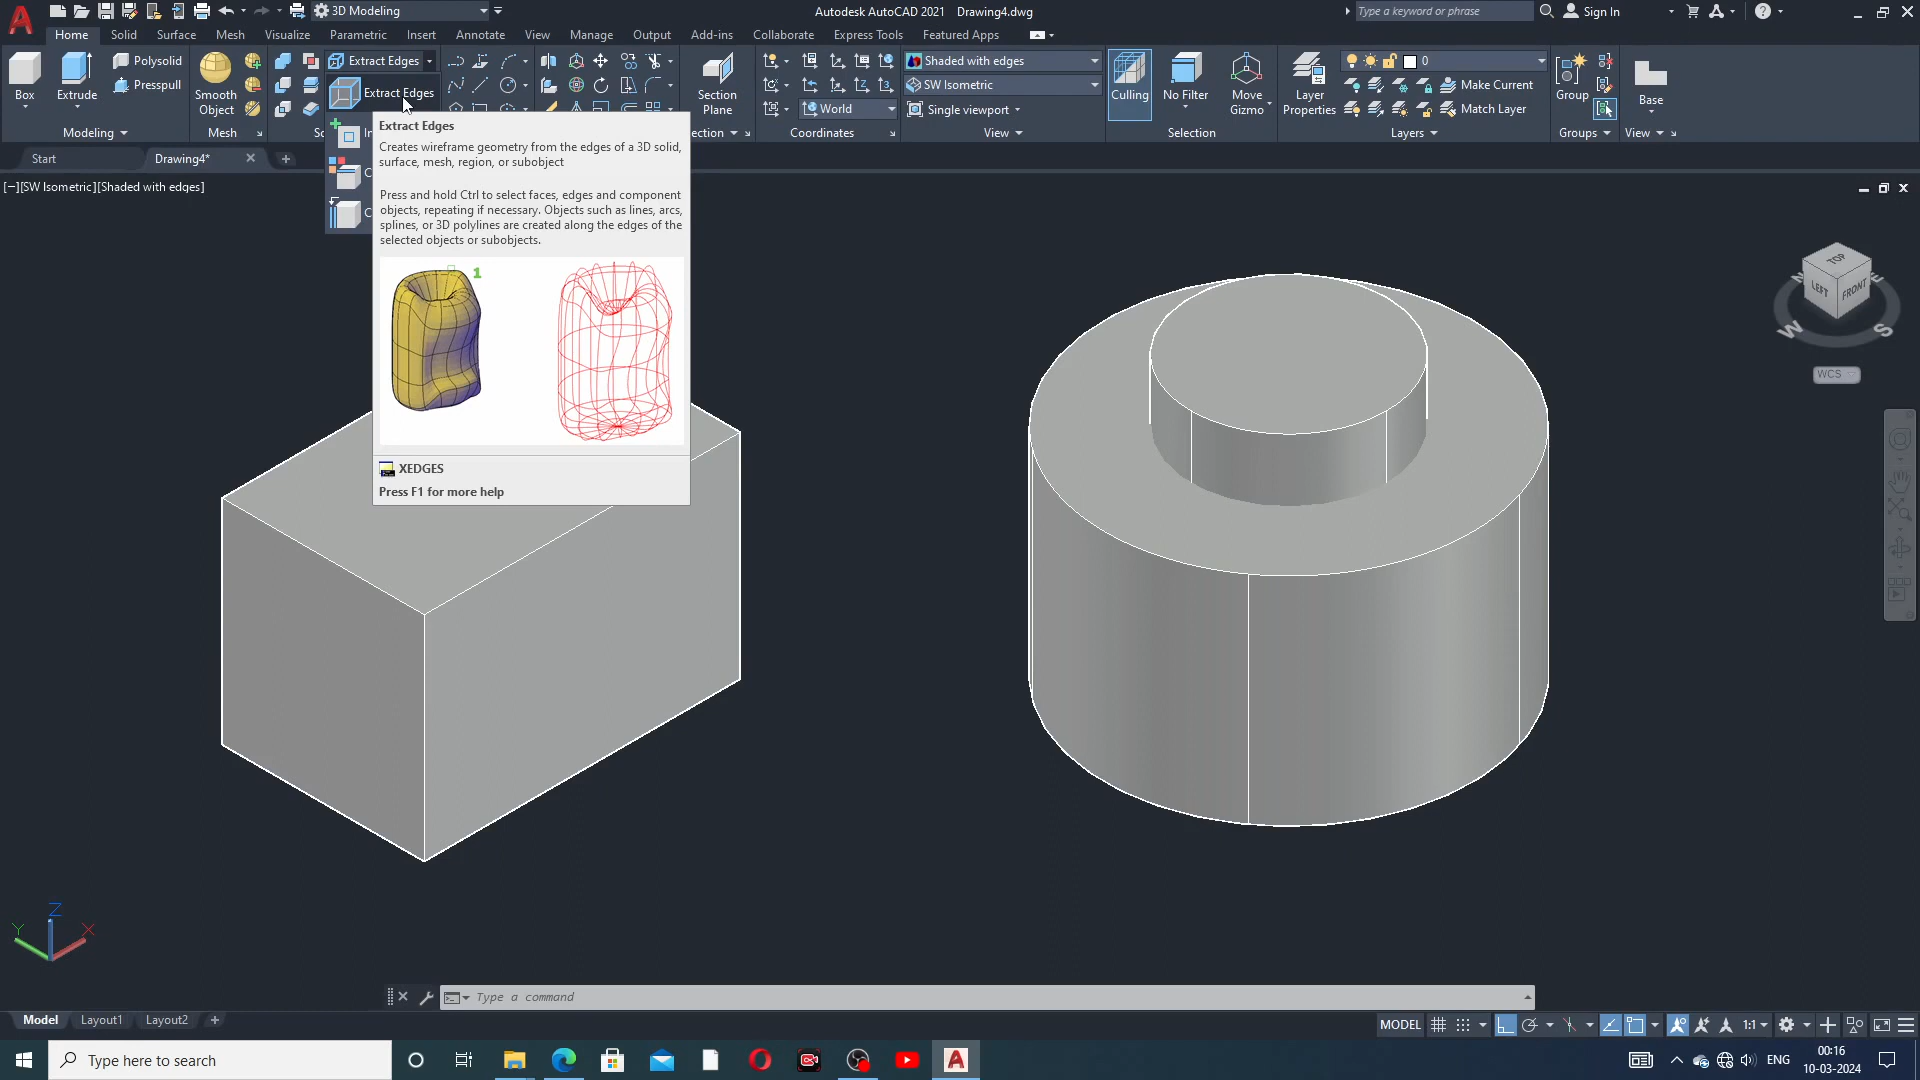 3D Modeling
Autodesk AutoCAD 2021 Drawing4.dwg
Type a keyword or phrase
Sign In
Home Solid Surface Mesh Visualize Parametric Insert Annotate View Manage Output Add-ins Collaborate Express Tools Featured Apps
Box
Extrude
Polysolid
Presspull
Modeling
Smooth
Object
Mesh
Extract Edges
Extract Edges
Section
Plane
World
Coordinates
Shaded with edges
SW Isometric
Single viewport
View
Culling
No Filter
Move
Gizmo
Selection
Layer
Properties
0
Make Current
Match Layer
Layers
Group
Groups
Base
View
Start
Drawing4*
[−][SW Isometric][Shaded with edges]
Extract Edges
Creates wireframe geometry from the edges of a 3D solid,
surface, mesh, region, or subobject
Press and hold Ctrl to select faces, edges and component
objects, repeating if necessary. Objects such as lines, arcs,
splines, or 3D polylines are created along the edges of the
selected objects or subobjects.
1
XEDGES
Press F1 for more help
TOP
LEFT
FRONT
N
E
W
S
WCS
Z
Y
X
Type a command
Model Layout1 Layout2
MODEL
1:1
Type here to search
ENG
00:16
10-03-2024